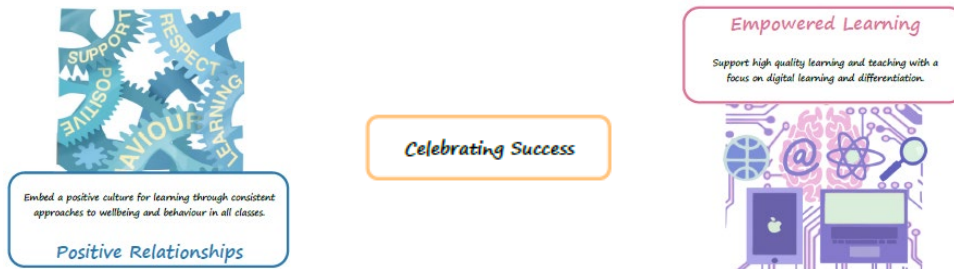 SUPPORT
RESPECT
POSITIVE
AVIOUR
LEARNING
Embed a positive culture for learning through consistent
approaches to wellbeing and behaviour in all classes.
Positive Relationships
Celebrating Success
Empowered Learning
Support high quality learning and teaching with a
focus on digital learning and differentiation.
@